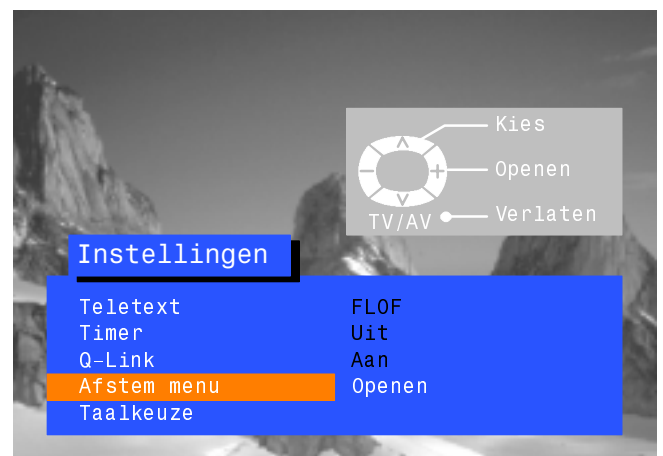 Kies
Openen
TV/AV Verlaten
Instellingen
Teletext FLOF
Timer Uit
Q-Link Aan
Afstem menu Openen
Taalkeuze